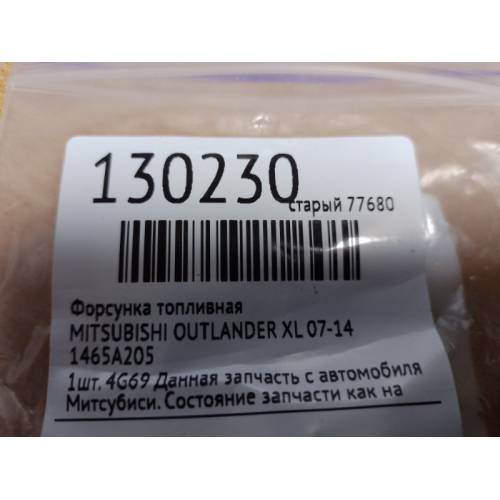 130230
старый 77680
Форсунка топливная
MITSUBISHI OUTLANDER XL 07-14
1465A205
1шт. 4G69 Данная запчасть с автомобиля
Митсубиси. Состояние запчасти как на